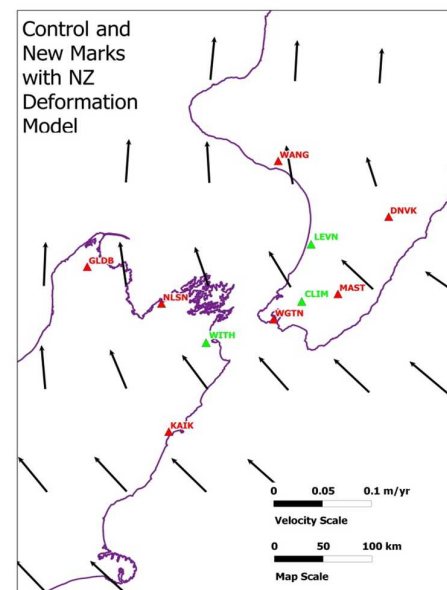 Control and
New Marks
with NZ
Deformation
Model
WANG
DNVK
LEVN
GLDB
MAST
CLIM
NLSN
WGTN
WITH
KAIK
0 0.05 0.1 m/yr
Velocity Scale
0 50 100 km
Map Scale